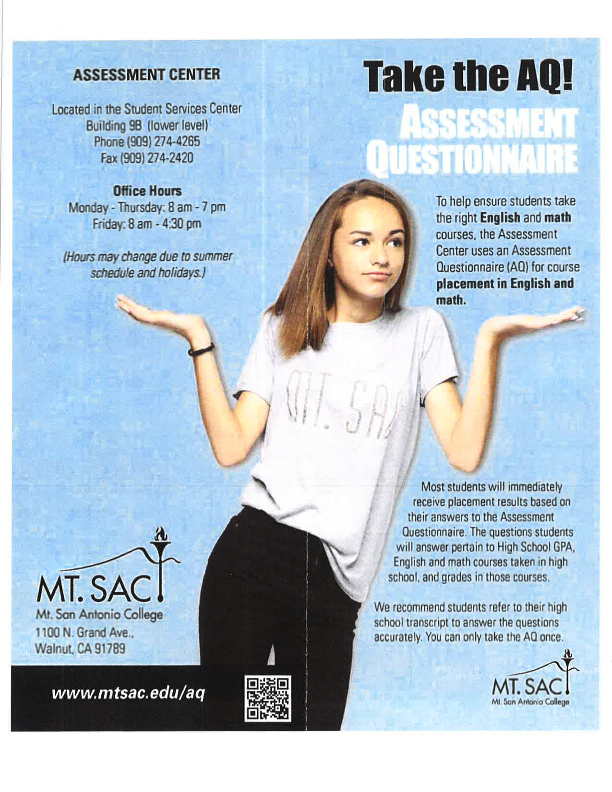 ASSESSMENT CENTER
Located in the Student Services Center
Building 9B (lower level)
Phone (909) 274-4265
Fax (909) 274-2420
Office Hours
Monday - Thursday: 8 am - 7 pm
Friday: 8 am - 4:30 pm
(Hours may change due to summer
schedule and holidays.)
MT. SAC
Mt. San Antonio College
1100 N. Grand Ave.,
Walnut, CA 91789
www.mtsac.edu/aq
Take the AQ!
ASSESSMENT
QUESTIONNAIRE
To help ensure students take
the right English and math
courses, the Assessment
Center uses an Assessment
Questionnaire (AQ) for course
placement in English and
math.
MT. SAC
Most students will immediately
receive placement results based on
their answers to the Assessment
Questionnaire. The questions students
will answer pertain to High School GPA,
English and math courses taken in high
school, and grades in those courses.
We recommend students refer to their high
school transcript to answer the questions
accurately. You can only take the AQ once.
MT. SAC
Mt. San Antonio College